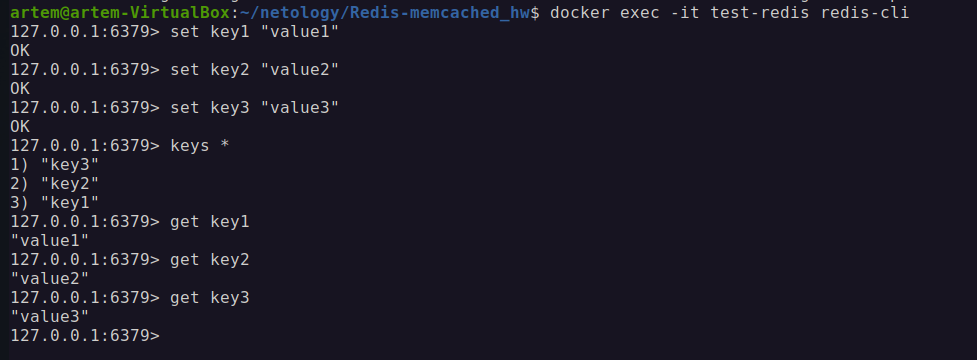 artem@artem-VirtualBox:~/netology/Redis-memcached_hw$ docker exec -it test-redis redis-cli
127.0.0.1:6379> set key1 "value1"
OK
127.0.0.1:6379> set key2 "value2"
OK
127.0.0.1:6379> set key3 "value3"
OK
127.0.0.1:6379> keys *
1) "key3"
2) "key2"
3) "key1"
127.0.0.1:6379> get key1
"value1"
127.0.0.1:6379> get key2
"value2"
127.0.0.1:6379> get key3
"value3"
127.0.0.1:6379>